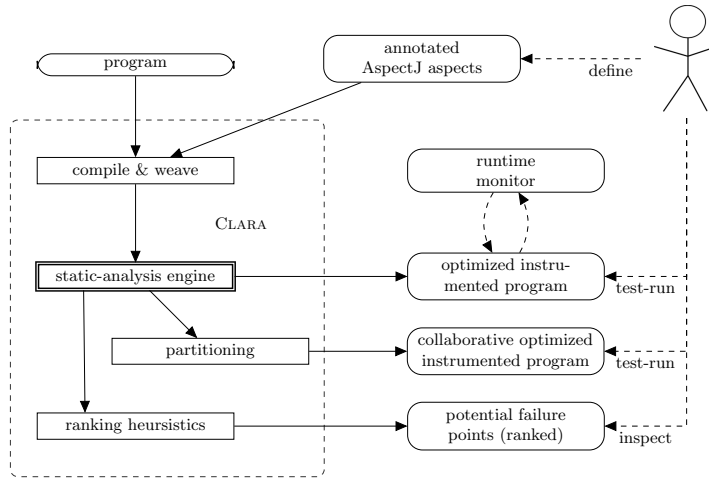 program
annotated
AspectJ aspects
define
compile & weave
runtime
monitor
CLARA
static-analysis engine
optimized instru-
mented program
test-run
partitioning
collaborative optimized
instrumented program
test-run
ranking heursistics
potential failure
points (ranked)
inspect